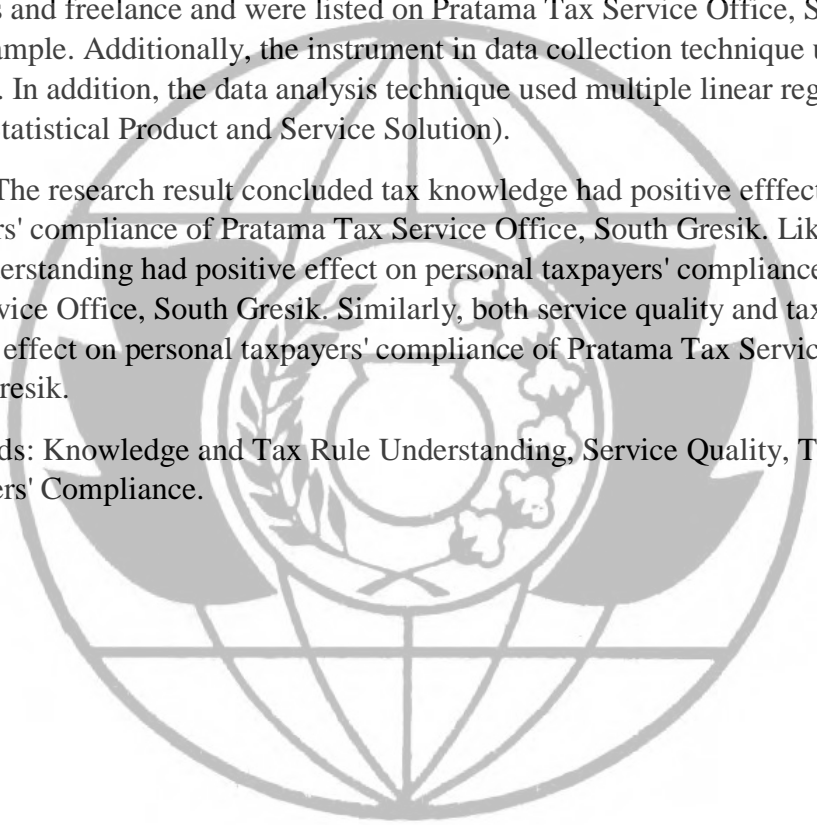 s and freelance and were listed on Pratama Tax Service Office, S
ample. Additionally, the instrument in data collection technique u
. In addition, the data analysis technique used multiple linear reg
tatistical Product and Service Solution).
The research result concluded tax knowledge had positive efffect
rs' compliance of Pratama Tax Service Office, South Gresik. Lik
derstanding had positive effect on personal taxpayers' compliance
vice Office, South Gresik. Similarly, both service quality and tax
effect on personal taxpayers' compliance of Pratama Tax Servic
resik.
ds: Knowledge and Tax Rule Understanding, Service Quality, T
ers' Compliance.